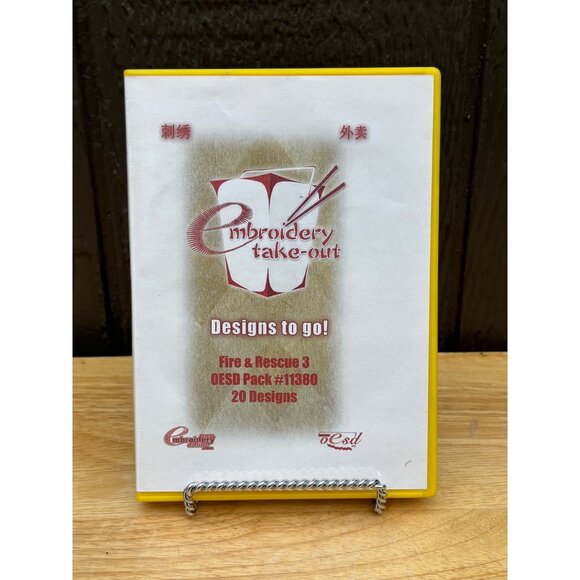 刺绣
外卖
embroidery
take-out
Designs to go!
Fire & Rescue 3
OESD Pack #11380
20 Designs
embroidery
oesd